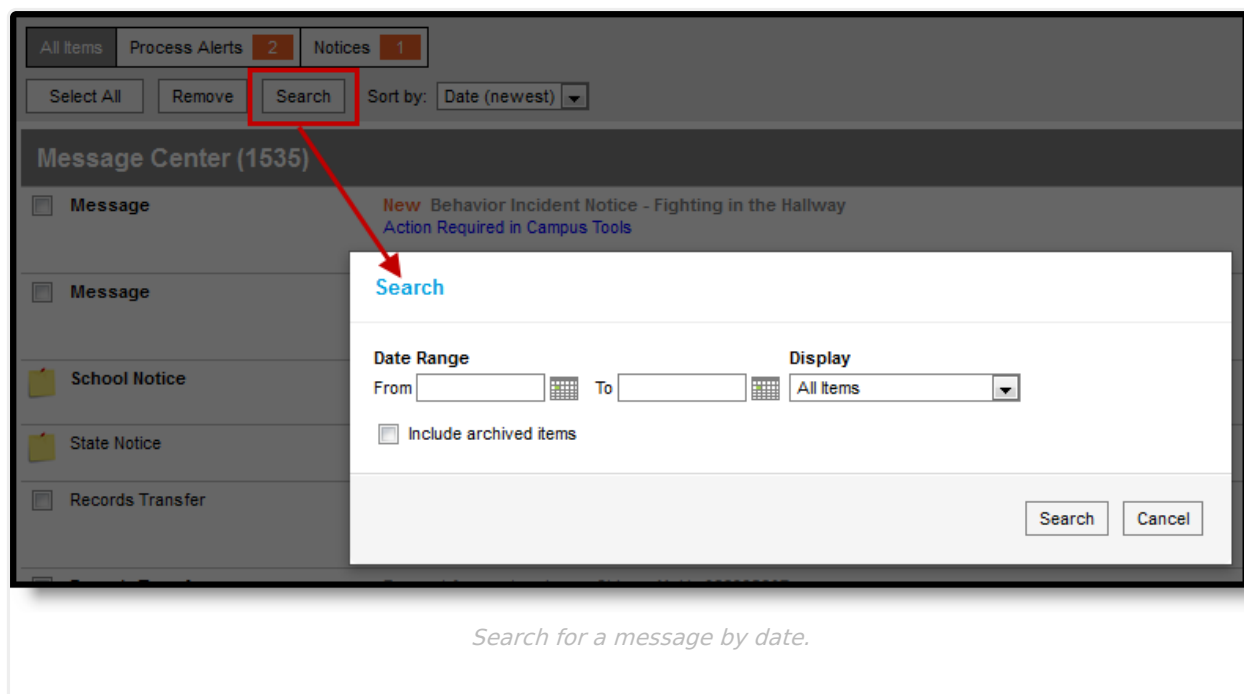 All Items Process Alerts 2 Notices 1
Select All Remove Search Sort by: Date (newest)
Message Center (1535)
Message New Behavior Incident Notice - Fighting in the Hallway
Action Required in Campus Tools
Message
School Notice
State Notice
Records Transfer
Search
Date Range Display
From To All Items
Include archived items
Search Cancel
Search for a message by date.